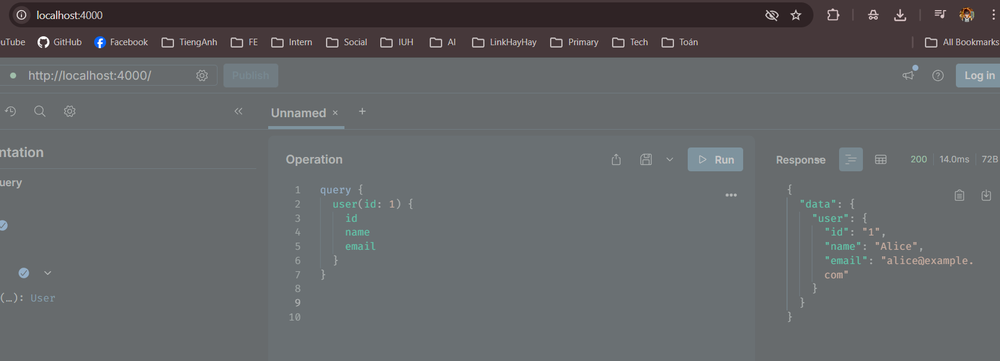 localhost:4000
uTube GitHub Facebook TiengAnh FE Intern Social IUH AI LinkHayHay Primary Tech Toán All Bookmarks
http://localhost:4000/ Publish Log in
Unnamed × +
ntation
uery
(…): User
Operation
Run
1 query {
2 user(id: 1) {
3 id
4 name
5 email
6 }
7 }
8
9
10
Response 200 14.0ms 72B
{
"data": {
"user": {
"id": "1",
"name": "Alice",
"email": "alice@example.
com"
}
}
}